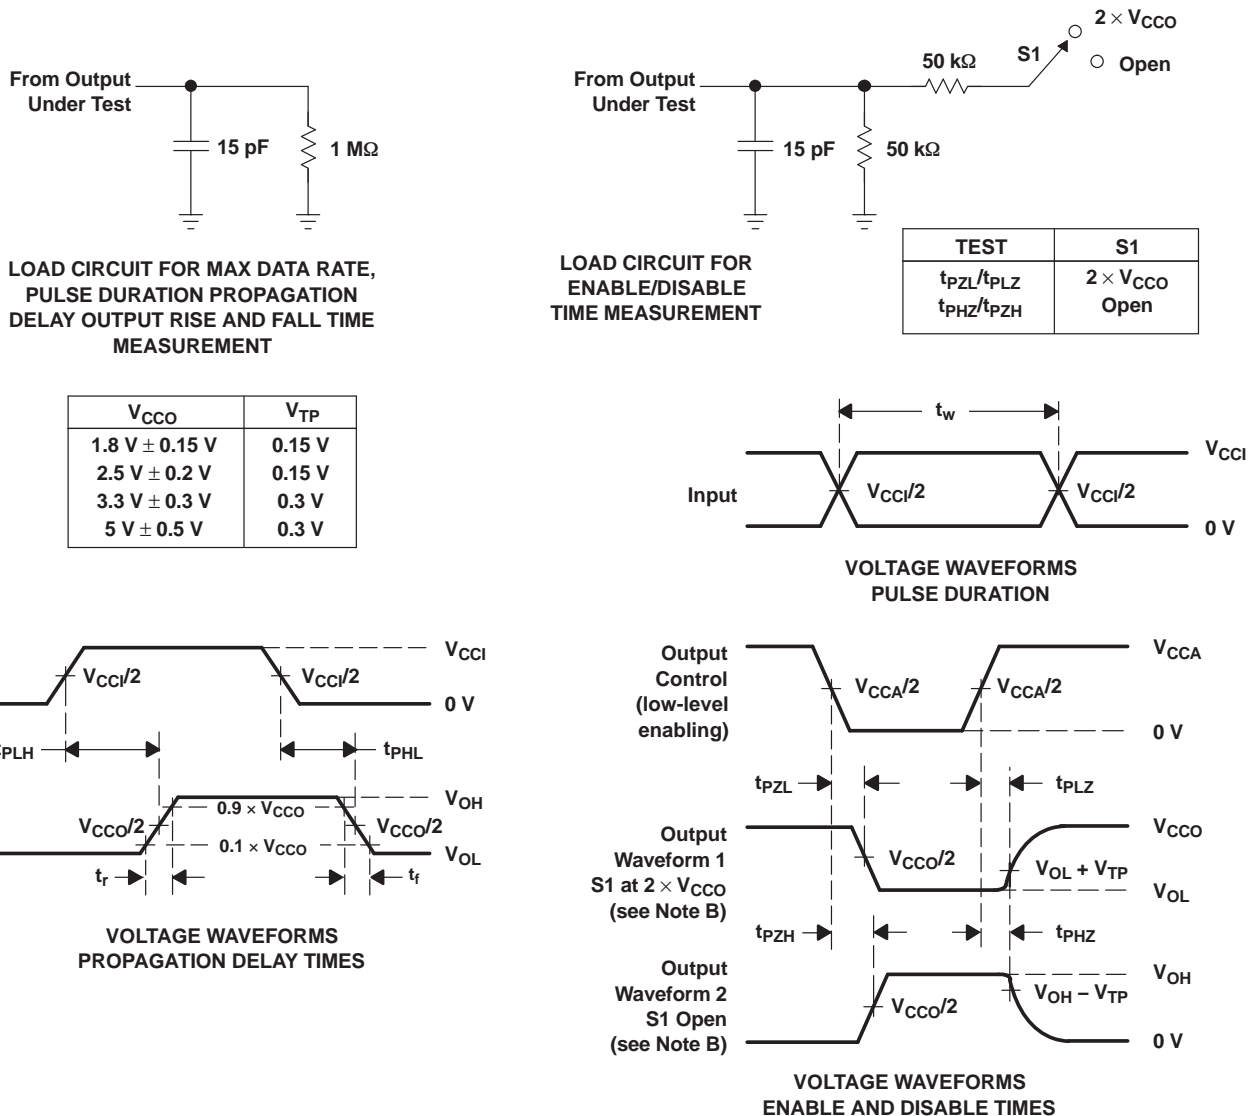 From Output
Under Test
15 pF
1 MΩ
LOAD CIRCUIT FOR MAX DATA RATE,
PULSE DURATION PROPAGATION
DELAY OUTPUT RISE AND FALL TIME
MEASUREMENT
From Output
Under Test
15 pF
50 kΩ
50 kΩ
S1
2 × VCCO
Open
LOAD CIRCUIT FOR
ENABLE/DISABLE
TIME MEASUREMENT
TEST S1
tPZL/tPLZ 2 × VCCO
tPHZ/tPZH Open
VCCO VTP
1.8 V ± 0.15 V 0.15 V
2.5 V ± 0.2 V 0.15 V
3.3 V ± 0.3 V 0.3 V
5 V ± 0.5 V 0.3 V
tw
Input
VCCI/2
VCCI/2
VCCI
0 V
VOLTAGE WAVEFORMS
PULSE DURATION
VCCI
VCCI/2
VCCI/2
0 V
PLH
tPHL
VOH
0.9 × VCCO
VCCO/2
VCCO/2
0.1 × VCCO
VOL
tr
tf
VOLTAGE WAVEFORMS
PROPAGATION DELAY TIMES
Output
Control
(low-level
enabling)
VCCA/2
VCCA/2
VCCA
0 V
tPZL
tPLZ
Output
Waveform 1
S1 at 2 × VCCO
(see Note B)
VCCO/2
VCCO
VOL + VTP
VOL
tPZH
tPHZ
Output
Waveform 2
S1 Open
(see Note B)
VCCO/2
VOH
VOH − VTP
0 V
VOLTAGE WAVEFORMS
ENABLE AND DISABLE TIMES